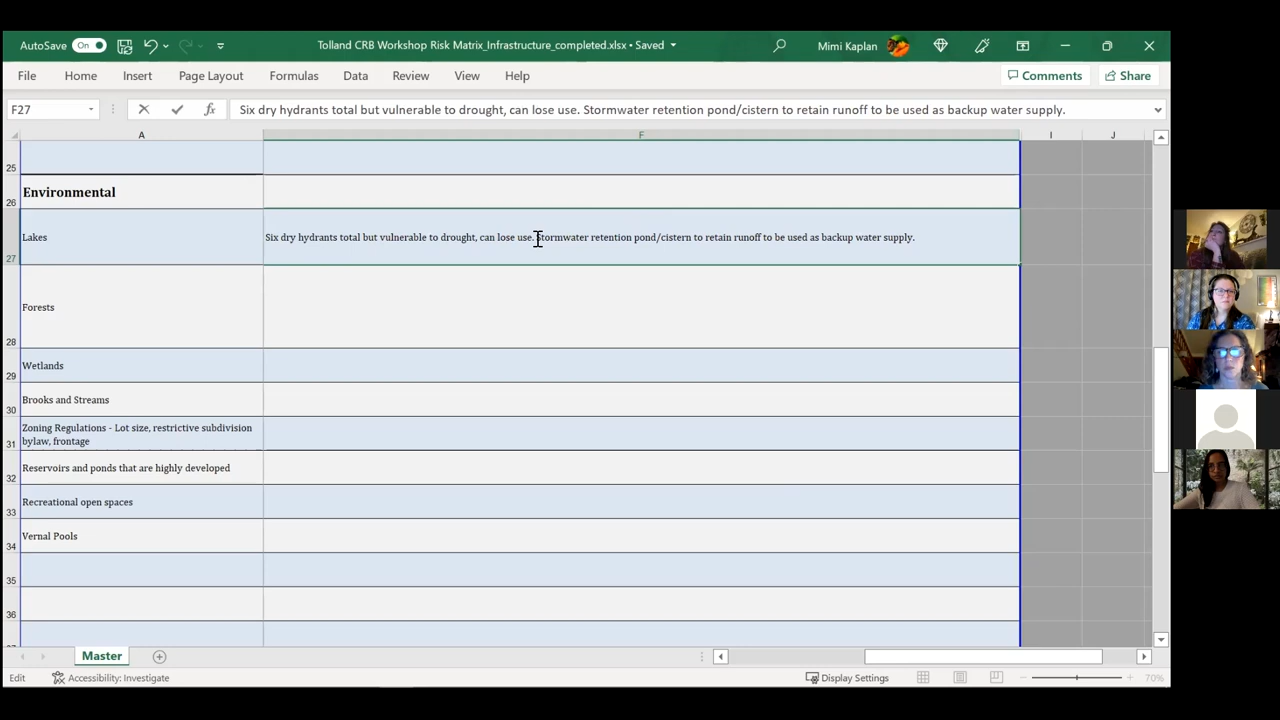 AutoSave On Tolland CRB Workshop Risk Matrix_Infrastructure_completed.xlsx • Saved Mimi Kaplan
File Home Insert Page Layout Formulas Data Review View Help Comments Share
F27 fx Six dry hydrants total but vulnerable to drought, can lose use. Stormwater retention pond/cistern to retain runoff to be used as backup water supply.
A F I J
25
26 Environmental
27 Lakes Six dry hydrants total but vulnerable to drought, can lose use. Stormwater retention pond/cistern to retain runoff to be used as backup water supply.
28 Forests
29 Wetlands
30 Brooks and Streams
Zoning Regulations - Lot size, restrictive subdivision
31 bylaw, frontage
32 Reservoirs and ponds that are highly developed
33 Recreational open spaces
34 Vernal Pools
35
36
Master
Edit Accessibility: Investigate Display Settings 70%